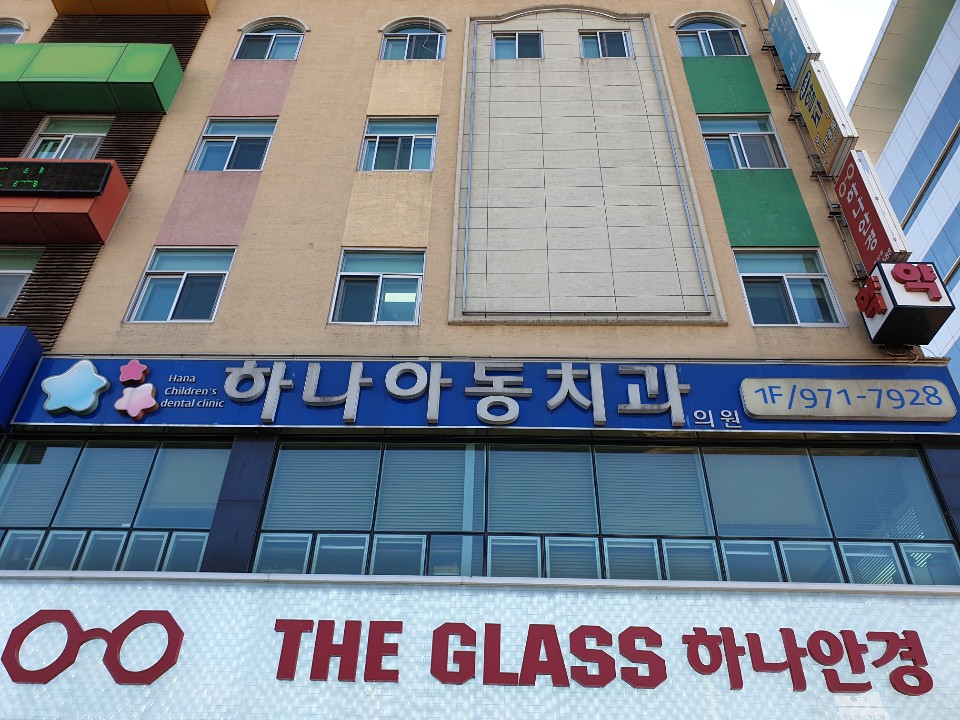 약
Hana
Children's
dental clinic
하나아동치과의원
1F/971-7928
THE GLASS 하나안경